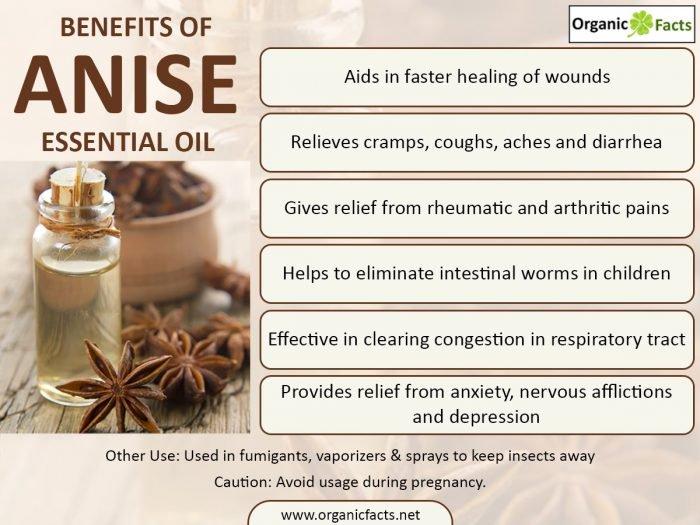 BENEFITS OF
ANISE
ESSENTIAL OIL
Organic Facts
Aids in faster healing of wounds
Relieves cramps, coughs, aches and diarrhea
Gives relief from rheumatic and arthritic pains
Helps to eliminate intestinal worms in children
Effective in clearing congestion in respiratory tract
Provides relief from anxiety, nervous afflictions
and depression
Other Use: Used in fumigants, vaporizers & sprays to keep insects away
Caution: Avoid usage during pregnancy.
www.organicfacts.net